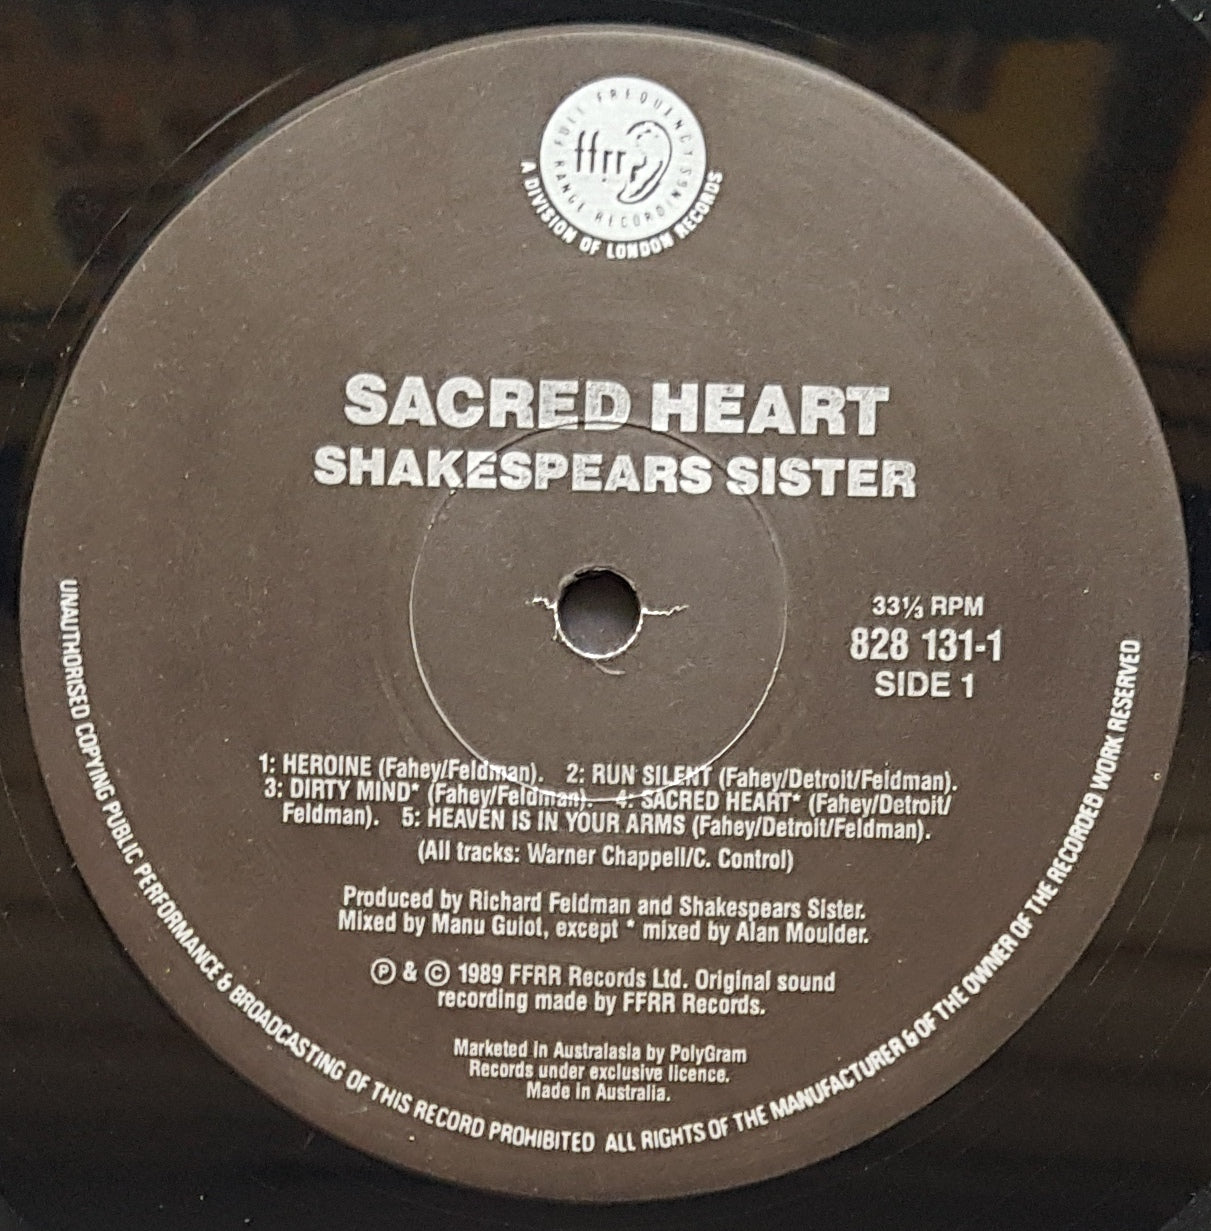 FULL FREQUENCY
ffrr
RANGE RECORDINGS
A DIVISION OF LONDON RECORDS
SACRED HEART
SHAKESPEARS SISTER
33⅓ RPM
828 131-1
SIDE 1
1: HEROINE (Fahey/Feldman). 2: RUN SILENT (Fahey/Detroit/Feldman).
3: DIRTY MIND* (Fahey/Feldman). 4: SACRED HEART* (Fahey/Detroit/
Feldman). 5: HEAVEN IS IN YOUR ARMS (Fahey/Detroit/Feldman).
(All tracks: Warner Chappell/C. Control)
Produced by Richard Feldman and Shakespears Sister.
Mixed by Manu Guiot, except * mixed by Alan Moulder.
Ⓟ & © 1989 FFRR Records Ltd. Original sound
recording made by FFRR Records.
Marketed in Australasia by PolyGram
Records under exclusive licence.
Made in Australia.
UNAUTHORISED COPYING PUBLIC PERFORMANCE & BROADCASTING OF THIS RECORD PROHIBITED ALL RIGHTS OF THE MANUFACTURER & OF THE OWNER OF THE RECORDED WORK RESERVED